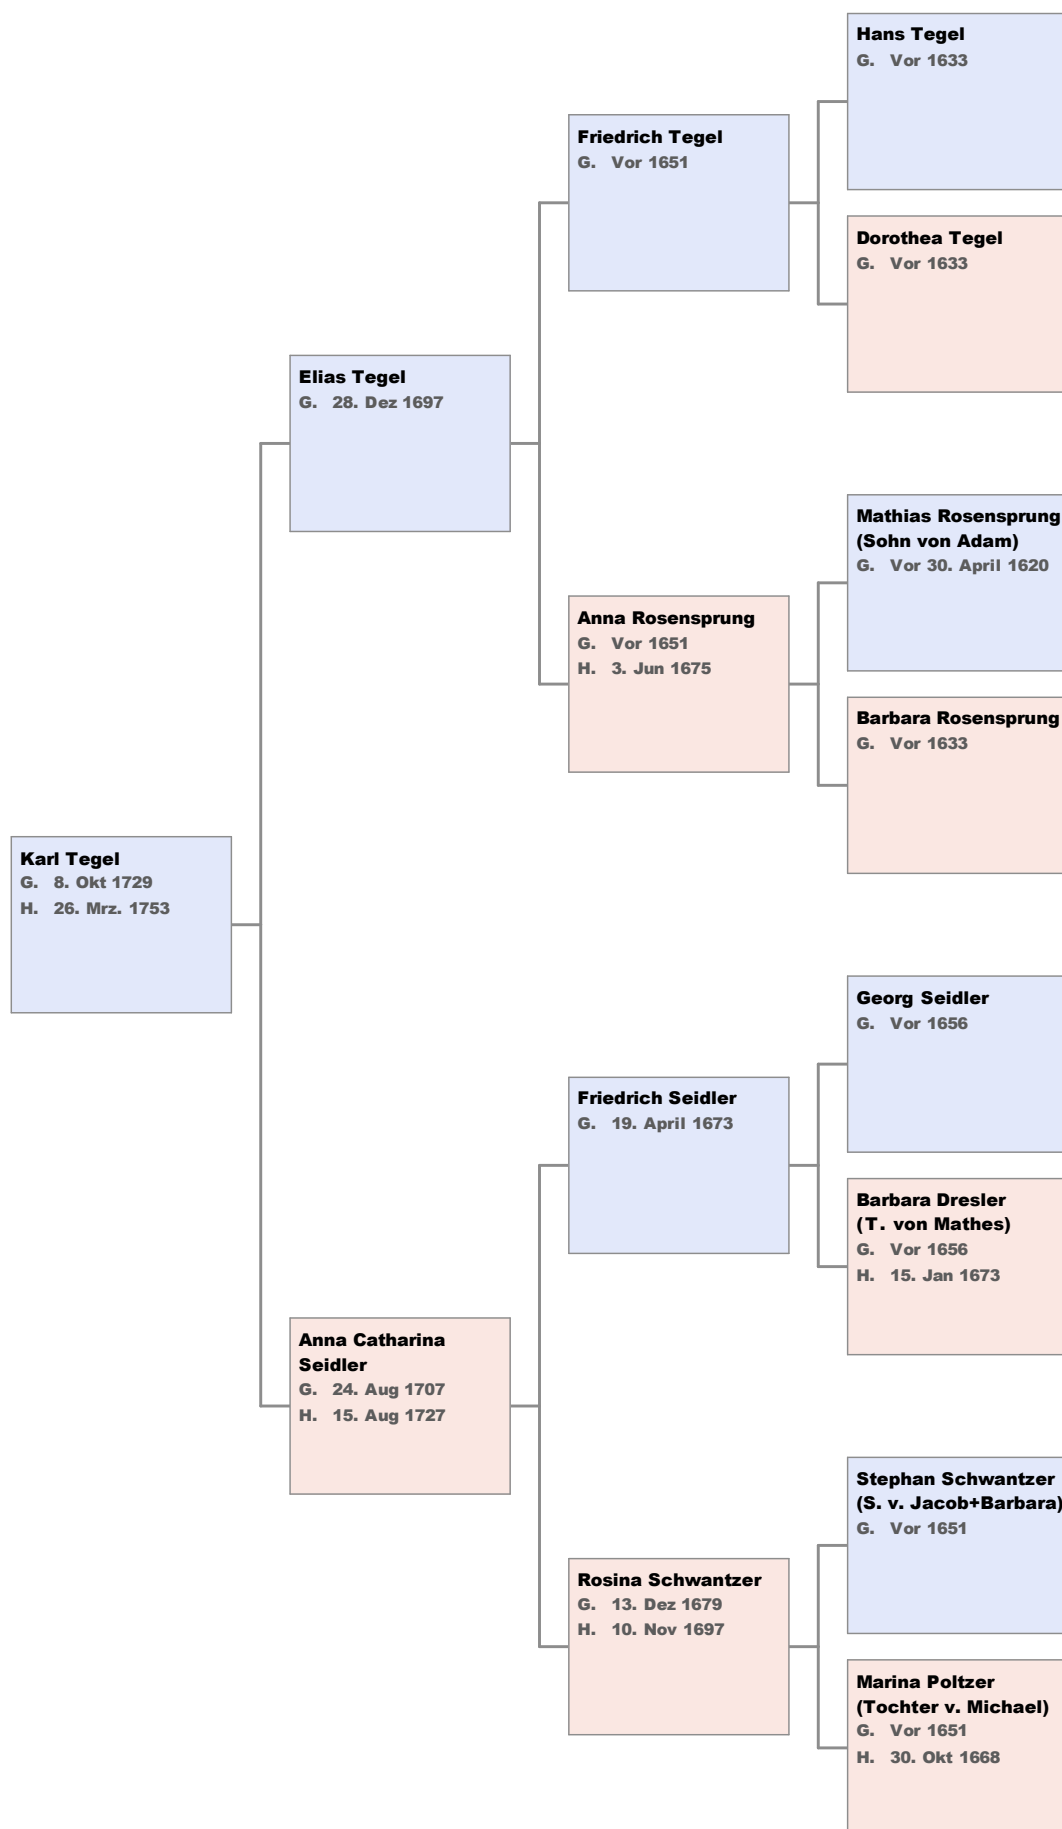 Hans Tegel
G. Vor 1633
Friedrich Tegel
G. Vor 1651
Dorothea Tegel
G. Vor 1633
Elias Tegel
G. 28. Dez 1697
Mathias Rosensprung
(Sohn von Adam)
G. Vor 30. April 1620
Anna Rosensprung
G. Vor 1651
H. 3. Jun 1675
Barbara Rosensprung
G. Vor 1633
Karl Tegel
G. 8. Okt 1729
H. 26. Mrz. 1753
Georg Seidler
G. Vor 1656
Friedrich Seidler
G. 19. April 1673
Barbara Dresler
(T. von Mathes)
G. Vor 1656
H. 15. Jan 1673
Anna Catharina
Seidler
G. 24. Aug 1707
H. 15. Aug 1727
Stephan Schwantzer
(S. v. Jacob+Barbara)
G. Vor 1651
Rosina Schwantzer
G. 13. Dez 1679
H. 10. Nov 1697
Marina Poltzer
(Tochter v. Michael)
G. Vor 1651
H. 30. Okt 1668